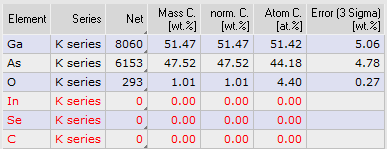 Element Series Net Mass C. [wt.%] norm. C. [wt.%] Atom C. [at.%] Error (3 Sigma) [wt.%]
Ga K series 8060 51.47 51.47 51.42 5.06
As K series 6153 47.52 47.52 44.18 4.78
O K series 293 1.01 1.01 4.40 0.27
In K series 0 0.00 0.00 0.00
Se K series 0 0.00 0.00 0.00
C K series 0 0.00 0.00 0.00